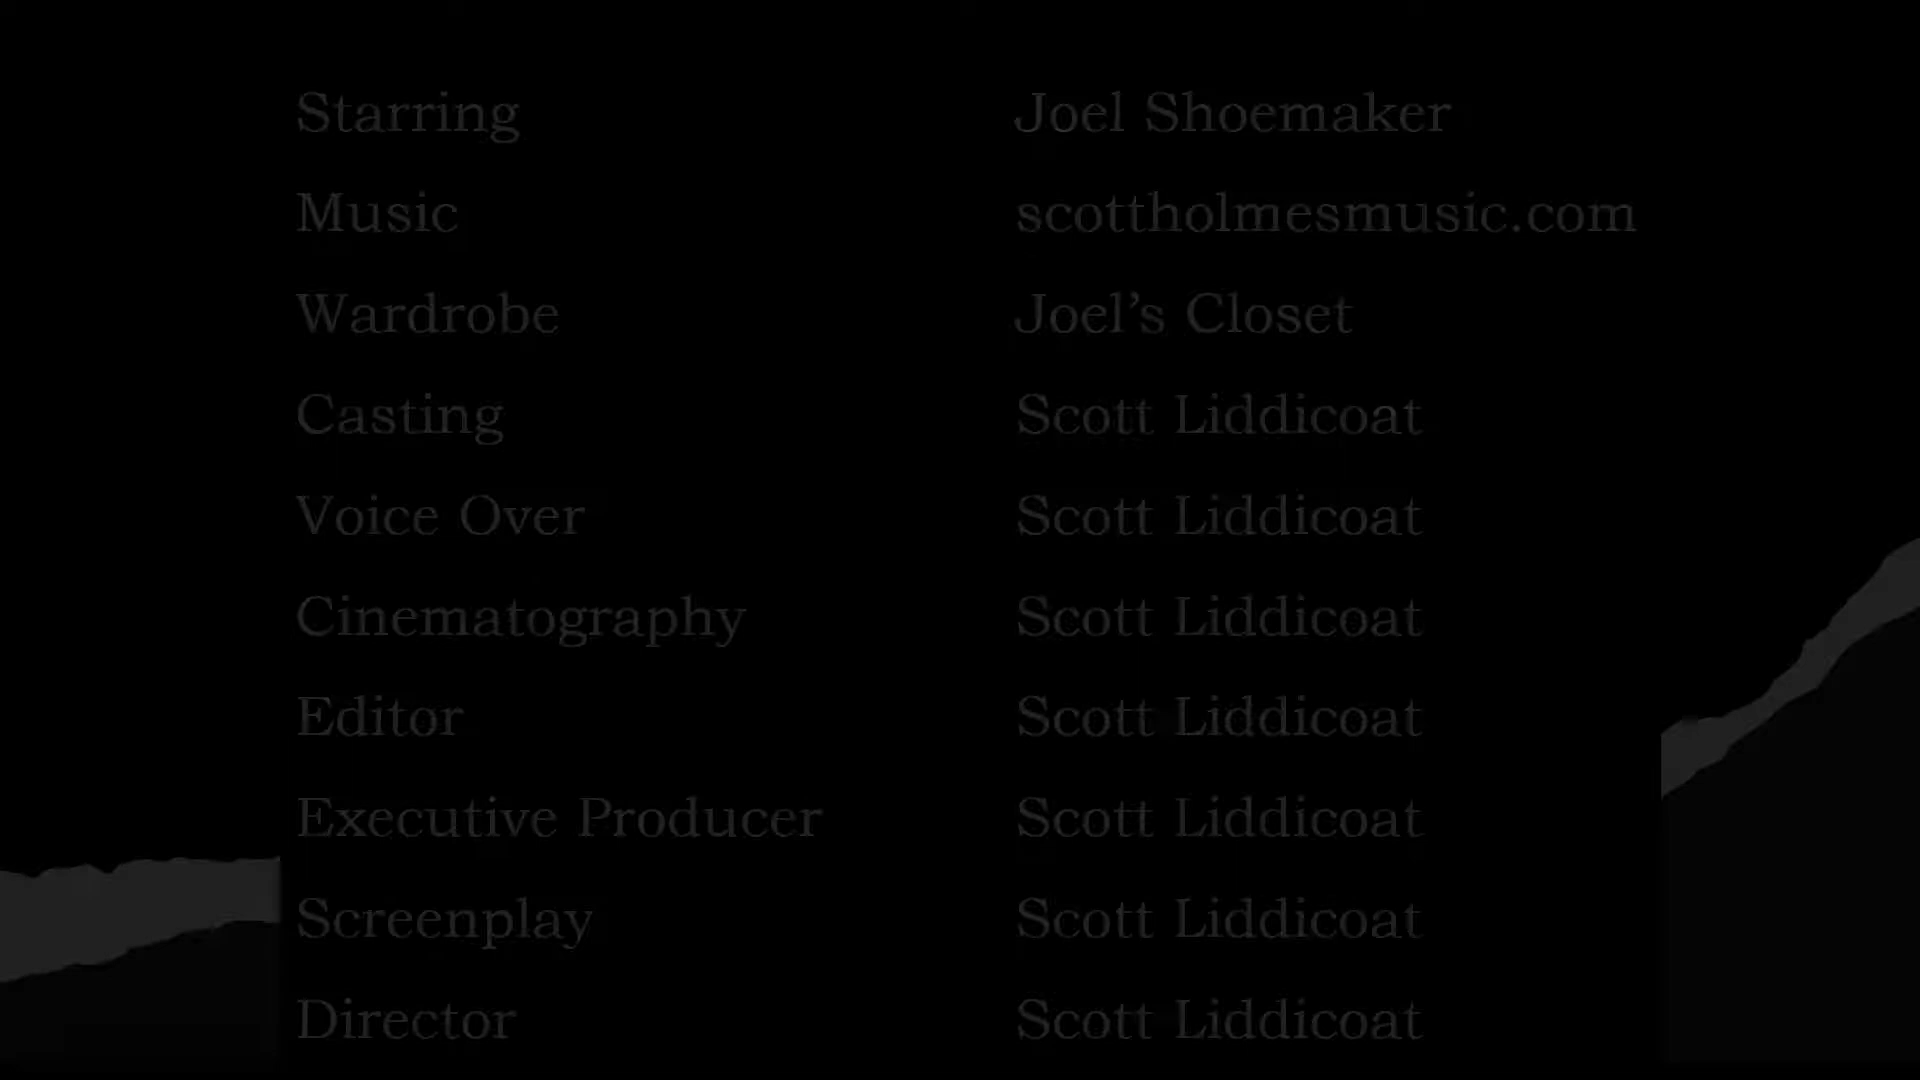 Starring Joel Shoemaker
Music scottholmesmusic.com
Wardrobe Joel’s Closet
Casting Scott Liddicoat
Voice Over Scott Liddicoat
Cinematography Scott Liddicoat
Editor Scott Liddicoat
Executive Producer Scott Liddicoat
Screenplay Scott Liddicoat
Director Scott Liddicoat